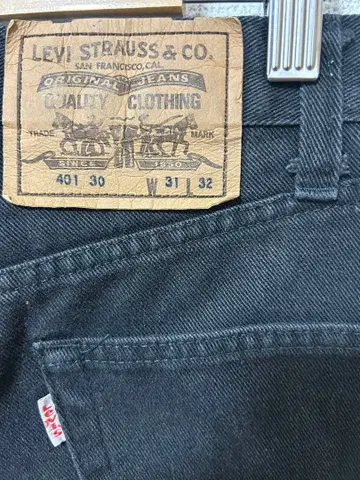 LEVI STRAUSS & CO.
SAN FRANCISCO, CAL.
ORIGINAL JEANS
QUALITY CLOTHING
TRADE MARK
SINCE 1850
401 30 W 31 L 32